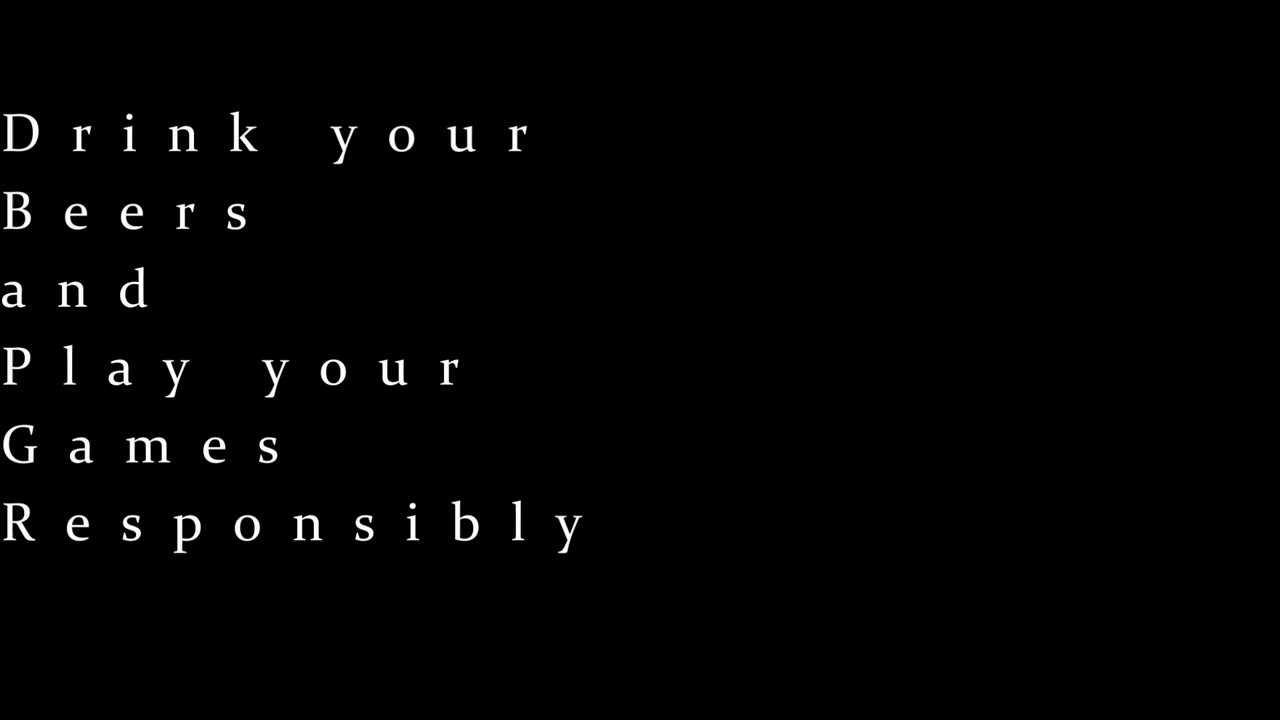 Drink your
Beers
and
Play your
Games
Responsibly